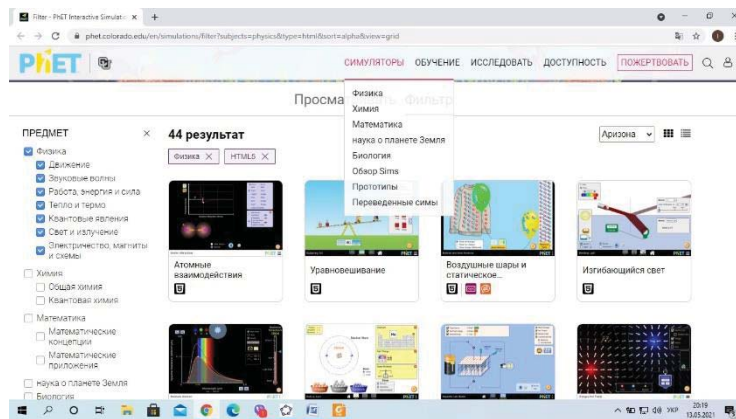 Filter - PhET Interactive Simulat
phet.colorado.edu/en/simulations/filter?subjects=physics&type=html&sort=alpha&view=grid
PhET
СИМУЛЯТОРЫ ОБУЧЕНИЕ ИССЛЕДОВАТЬ ДОСТУПНОСТЬ ПОЖЕРТВОВАТЬ
Физика
Химия
Математика
наука о планете Земля
Биология
Обзор Sims
Прототипы
Переведенные симы
Просма
Фильтр
ПРЕДМЕТ
Физика
Движение
Звуковые волны
Работа, энергия и сила
Тепло и термо
Квантовые явления
Свет и излучение
Электричество, магниты
и схемы
Химия
Общая химия
Квантовая химия
Математика
Математические
концепции
Математические
приложения
наука о планете Земля
Биология
44 результат
Физика
HTML5
Аризона
Атомные
взаимодействия
Уравновешивание
Воздушные шары и
статическое...
Изгибающийся свет
УКР
20:19
13.05.2021